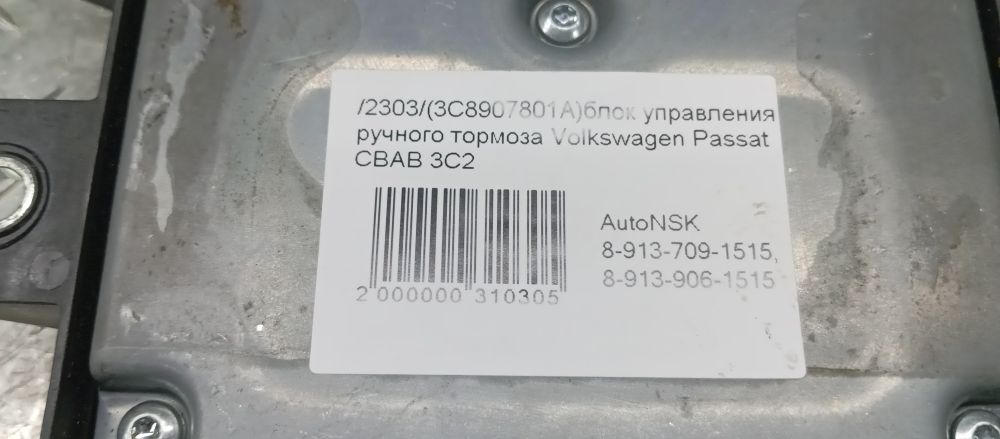 /2303/(3C8907801A)блок управления
ручного тормоза Volkswagen Passat
CBAB 3C2
AutoNSK
8-913-709-1515,
8-913-906-1515
2 000000 310305